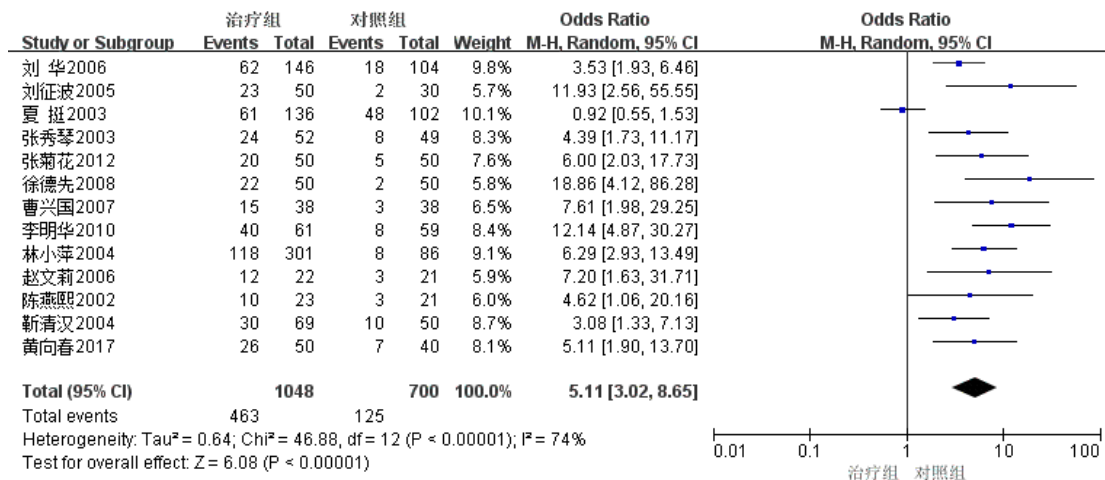 治疗组 对照组 Odds Ratio Odds Ratio
Study or Subgroup Events Total Events Total Weight M-H, Random, 95% CI M-H, Random, 95% CI
刘 华2006 62 146 18 104 9.8% 3.53 [1.93, 6.46]
刘征波2005 23 50 2 30 5.7% 11.93 [2.56, 55.55]
夏 挺2003 61 136 48 102 10.1% 0.92 [0.55, 1.53]
张秀琴2003 24 52 8 49 8.3% 4.39 [1.73, 11.17]
张菊花2012 20 50 5 50 7.6% 6.00 [2.03, 17.73]
徐德先2008 22 50 2 50 5.8% 18.86 [4.12, 86.28]
曹兴国2007 15 38 3 38 6.5% 7.61 [1.98, 29.25]
李明华2010 40 61 8 59 8.4% 12.14 [4.87, 30.27]
林小萍2004 118 301 8 86 9.1% 6.29 [2.93, 13.49]
赵文莉2006 12 22 3 21 5.9% 7.20 [1.63, 31.71]
陈燕熙2002 10 23 3 21 6.0% 4.62 [1.06, 20.16]
靳清汉2004 30 69 10 50 8.7% 3.08 [1.33, 7.13]
黄向春2017 26 50 7 40 8.1% 5.11 [1.90, 13.70]
Total (95% CI) 1048 700 100.0% 5.11 [3.02, 8.65]
Total events 463 125
Heterogeneity: Tau² = 0.64; Chi² = 46.88, df = 12 (P < 0.00001); I² = 74%
Test for overall effect: Z = 6.08 (P < 0.00001)
0.01 0.1 1 10 100
治疗组 对照组